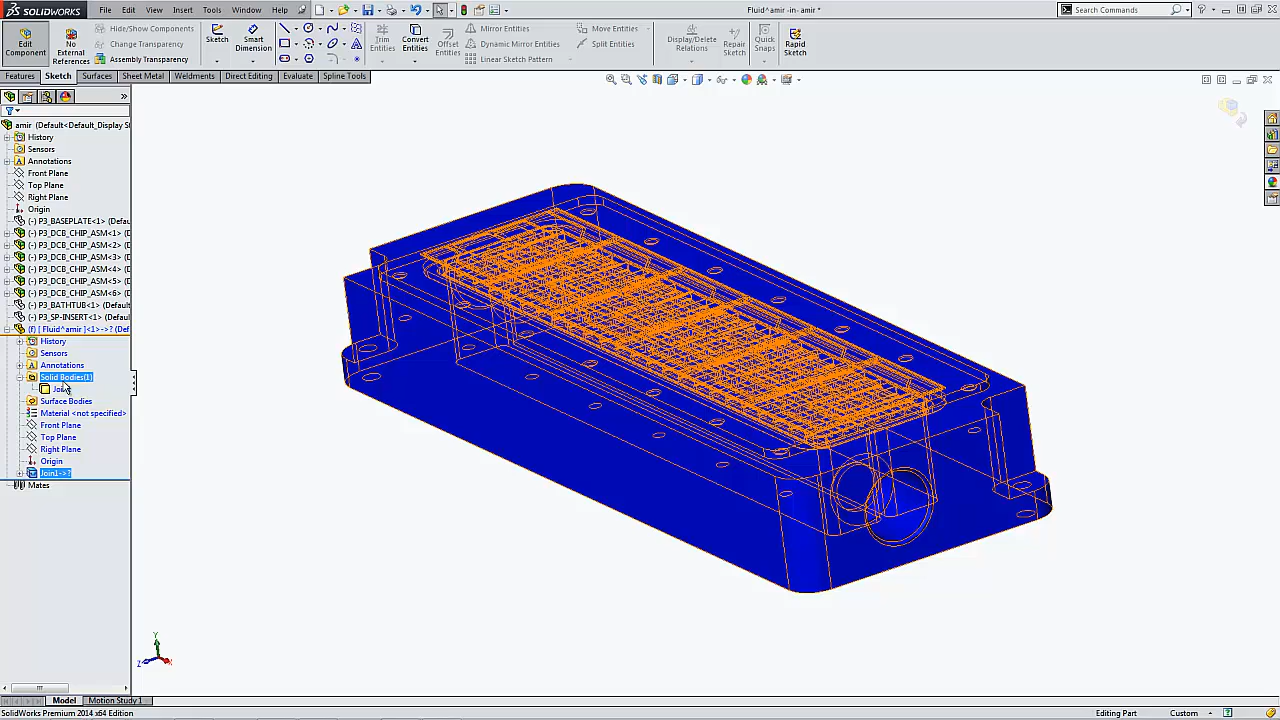 SOLIDWORKS
File Edit View Insert Tools Window Help
Fluid^amir -in- amir *
Search Commands
Edit Component
No External References
Hide/Show Components
Change Transparency
Assembly Transparency
Sketch
Smart Dimension
Trim Entities
Convert Entities
Offset Entities
Mirror Entities
Dynamic Mirror Entities
Linear Sketch Pattern
Move Entities
Split Entities
Display/Delete Relations
Repair Sketch
Quick Snaps
Rapid Sketch
Features Sketch Surfaces Sheet Metal Weldments Direct Editing Evaluate Spline Tools
amir (Default<Default_Display S
History
Sensors
Annotations
Front Plane
Top Plane
Right Plane
Origin
(-) P3_BASEPLATE<1> (Defau
(-) P3_DCB_CHIP_ASM<1> (D
(-) P3_DCB_CHIP_ASM<2> (D
(-) P3_DCB_CHIP_ASM<3> (D
(-) P3_DCB_CHIP_ASM<4> (D
(-) P3_DCB_CHIP_ASM<5> (D
(-) P3_DCB_CHIP_ASM<6> (D
(-) P3_BATHTUB<1> (Default
(-) P3_SP-INSERT<1> (Defau
(f) [ Fluid^amir ]<1>->? (Def
History
Sensors
Annotations
Solid Bodies(1)
Surface Bodies
Material <not specified>
Front Plane
Top Plane
Right Plane
Origin
Join1->?
Mates
Y
Z
X
Model Motion Study 1
SolidWorks Premium 2014 x64 Edition
Editing Part Custom